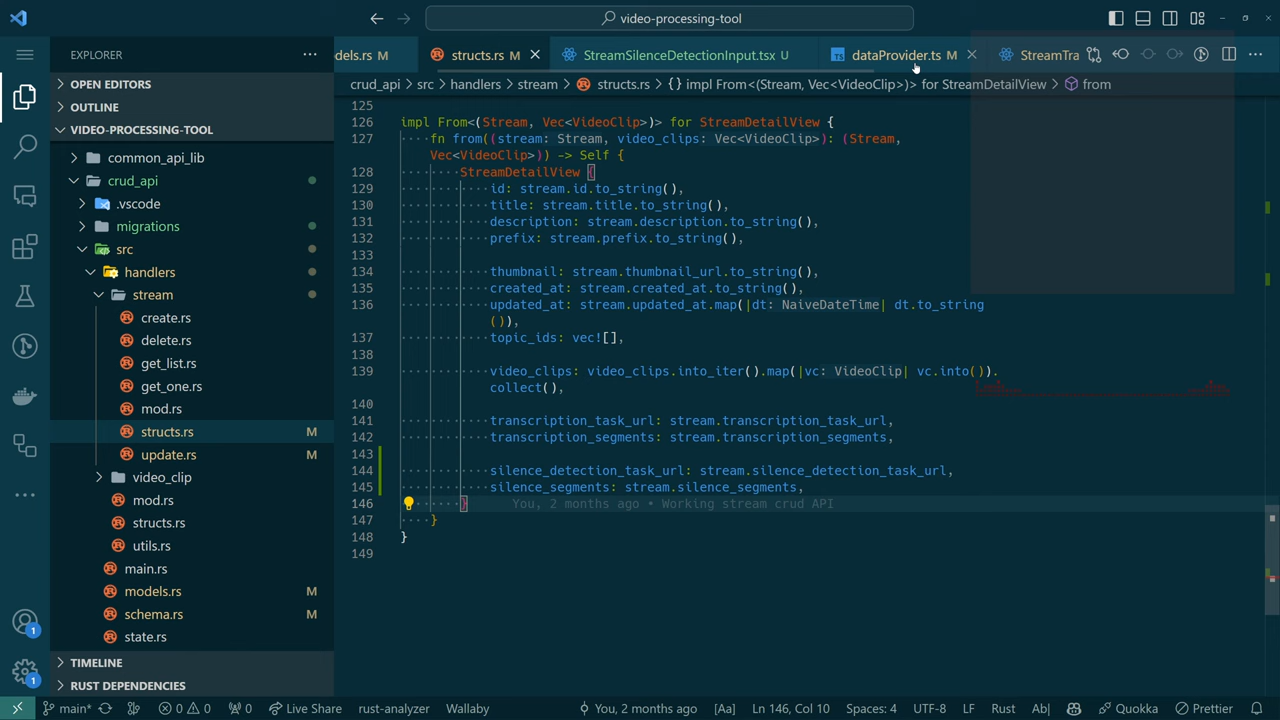 video-processing-tool
EXPLORER
dels.rs M
structs.rs M
StreamSilenceDetectionInput.tsx U
TS dataProvider.ts M
StreamTra
crud_api > src > handlers > stream > structs.rs > {} impl From<(Stream, Vec<VideoClip>)> for StreamDetailView > from
OPEN EDITORS
OUTLINE
VIDEO-PROCESSING-TOOL
common_api_lib
crud_api
.vscode
migrations
src
handlers
stream
create.rs
delete.rs
get_list.rs
get_one.rs
mod.rs
structs.rs M
update.rs M
video_clip
mod.rs
structs.rs
utils.rs
main.rs
models.rs M
schema.rs M
state.rs
TIMELINE
RUST DEPENDENCIES
125
126 impl From<(Stream, Vec<VideoClip>)> for StreamDetailView {
127 fn from((stream: Stream, video_clips: Vec<VideoClip>): (Stream,
Vec<VideoClip>)) -> Self {
128 StreamDetailView {
129 id: stream.id.to_string(),
130 title: stream.title.to_string(),
131 description: stream.description.to_string(),
132 prefix: stream.prefix.to_string(),
133
134 thumbnail: stream.thumbnail_url.to_string(),
135 created_at: stream.created_at.to_string(),
136 updated_at: stream.updated_at.map(|dt: NaiveDateTime| dt.to_string
()),
137 topic_ids: vec![],
138
139 video_clips: video_clips.into_iter().map(|vc: VideoClip| vc.into()).
collect(),
140
141 transcription_task_url: stream.transcription_task_url,
142 transcription_segments: stream.transcription_segments,
143
144 silence_detection_task_url: stream.silence_detection_task_url,
145 silence_segments: stream.silence_segments,
146 } You, 2 months ago • Working stream crud API
147 }
148 }
149
1
1
main* 0 0 0 Live Share rust-analyzer Wallaby You, 2 months ago [Aa] Ln 146, Col 10 Spaces: 4 UTF-8 LF Rust Ab| Quokka Prettier